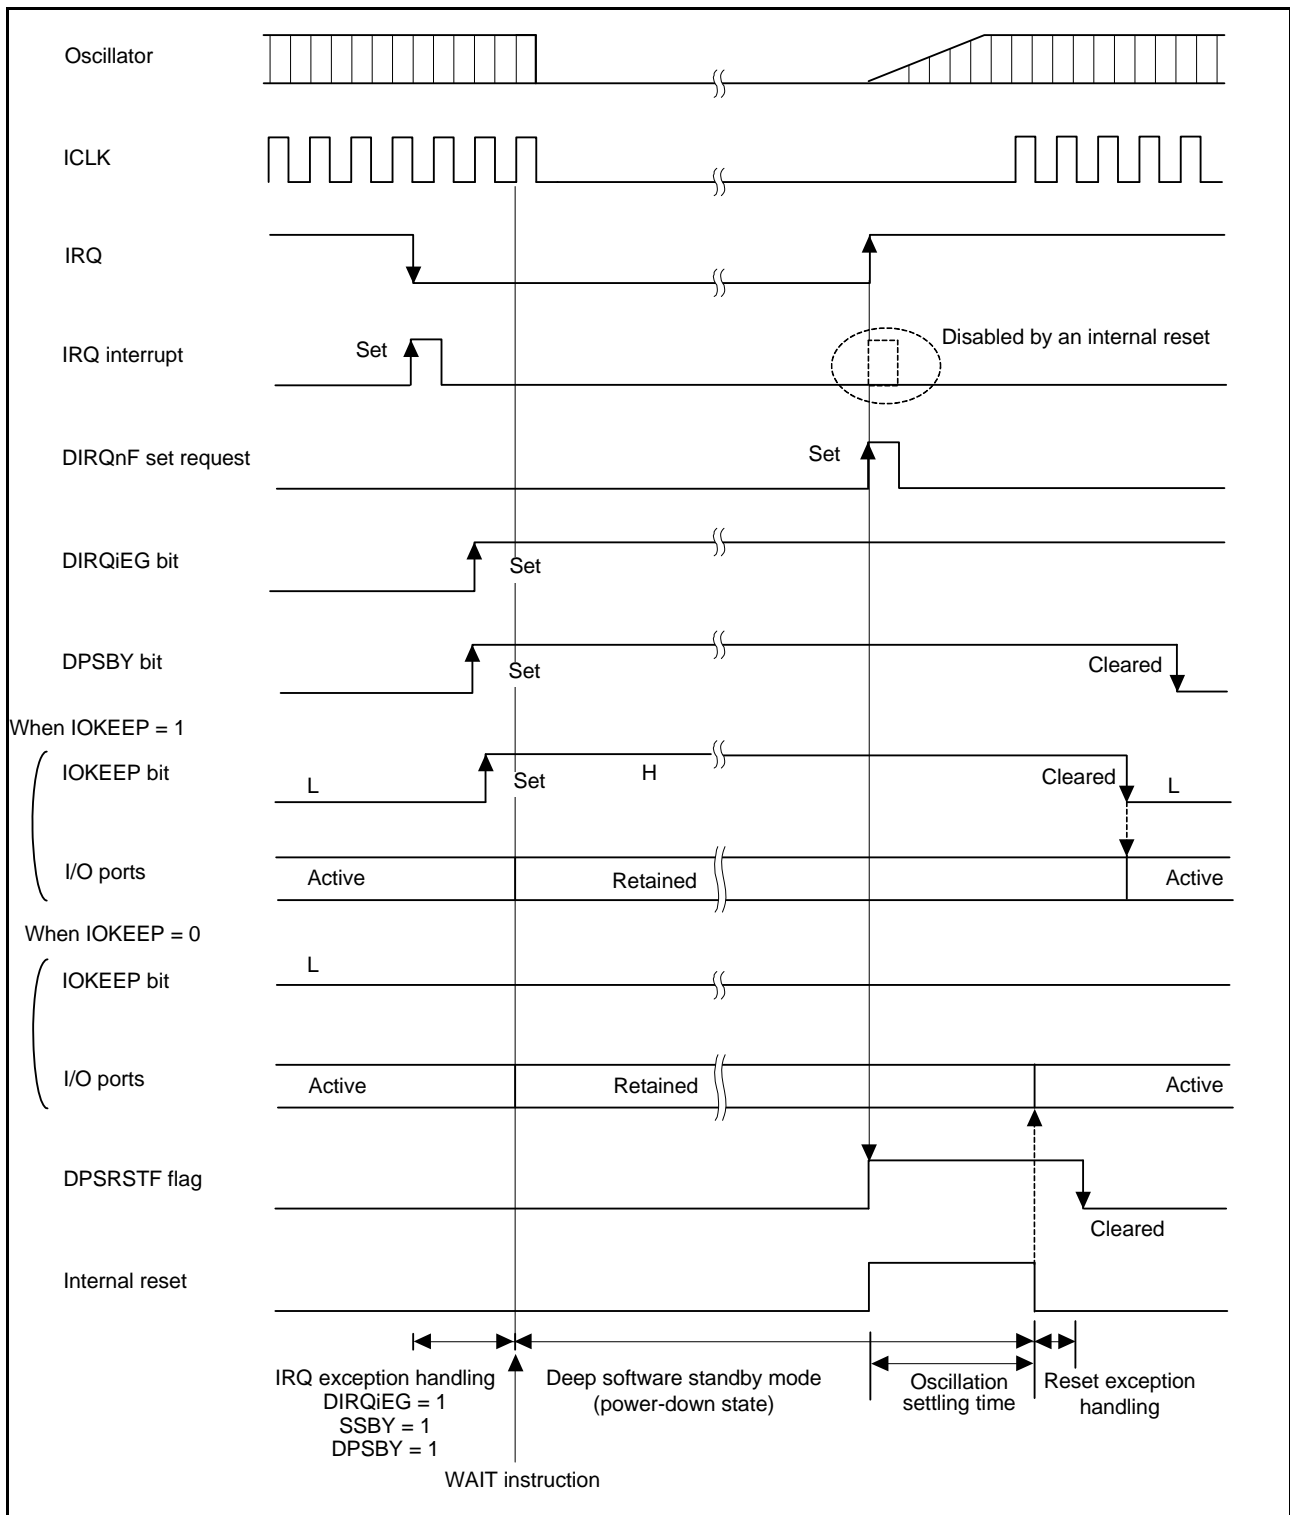 Oscillator
ICLK
IRQ
IRQ interrupt
Set
Disabled by an internal reset
DIRQnF set request
Set
DIRQiEG bit
Set
DPSBY bit
Set
Cleared
When IOKEEP = 1
IOKEEP bit
L
Set
H
Cleared
L
I/O ports
Active
Retained
Active
When IOKEEP = 0
IOKEEP bit
L
I/O ports
Active
Retained
Active
DPSRSTF flag
Cleared
Internal reset
IRQ exception handling
DIRQiEG = 1
SSBY = 1
DPSBY = 1
Deep software standby mode
(power-down state)
Oscillation
settling time
Reset exception
handling
WAIT instruction